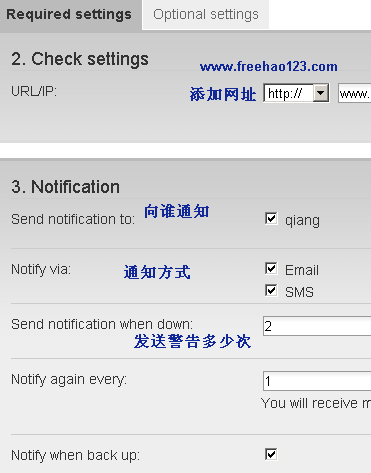 Required settings Optional settings
2. Check settings
www.freehao123.com
URL/IP: 添加网址 http:// www.
3. Notification
Send notification to: 向谁通知 qiang
Notify via: 通知方式 Email
SMS
Send notification when down: 2
发送警告多少次
Notify again every: 1
You will receive m
Notify when back up: